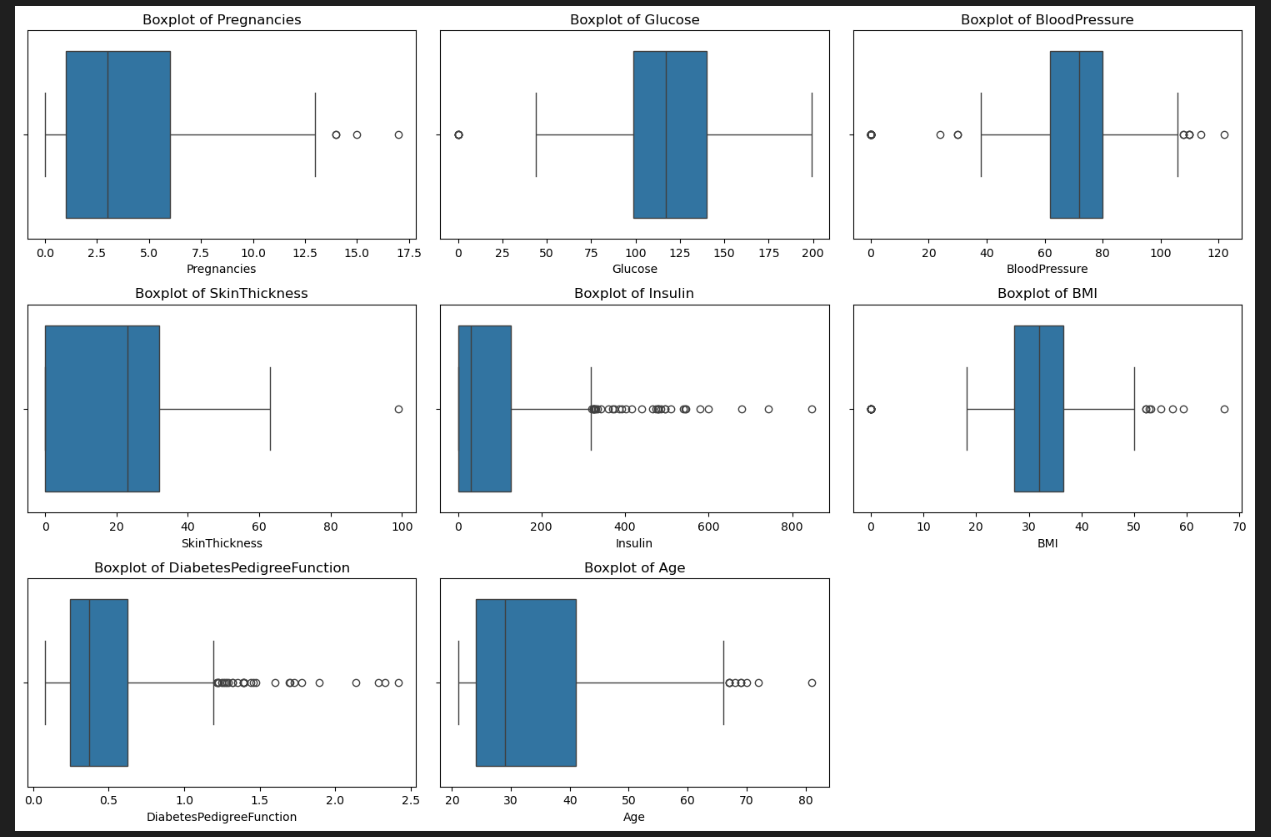 Boxplot of Pregnancies
0.0 2.5 5.0 7.5 10.0 12.5 15.0 17.5
Pregnancies
Boxplot of Glucose
0 25 50 75 100 125 150 175 200
Glucose
Boxplot of BloodPressure
0 20 40 60 80 100 120
BloodPressure
Boxplot of SkinThickness
0 20 40 60 80 100
SkinThickness
Boxplot of Insulin
0 200 400 600 800
Insulin
Boxplot of BMI
0 10 20 30 40 50 60 70
BMI
Boxplot of DiabetesPedigreeFunction
0.0 0.5 1.0 1.5 2.0 2.5
DiabetesPedigreeFunction
Boxplot of Age
20 30 40 50 60 70 80
Age